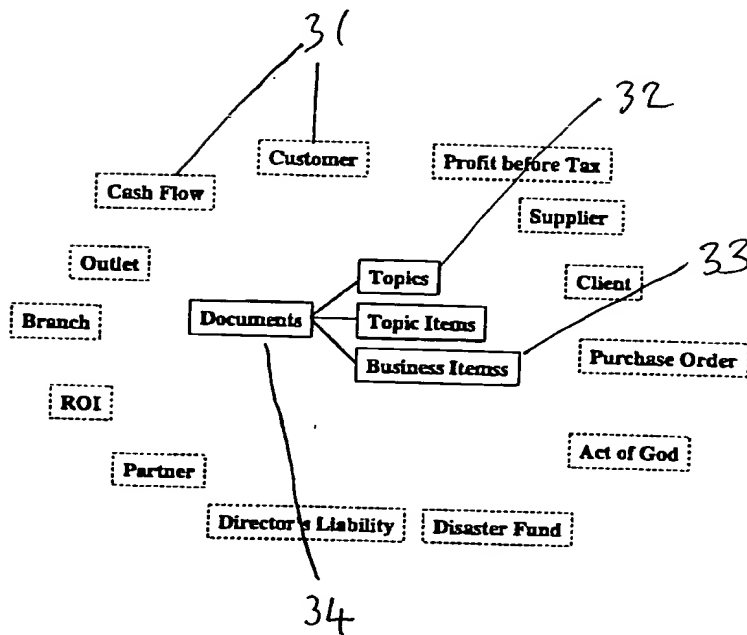 31
32
Customer
Profit before Tax
Cash Flow
Supplier
33
Outlet
Topics
Client
Branch
Documents
Topic Items
Business Itemss
Purchase Order
ROI
Act of God
Partner
Director's Liability
Disaster Fund
34